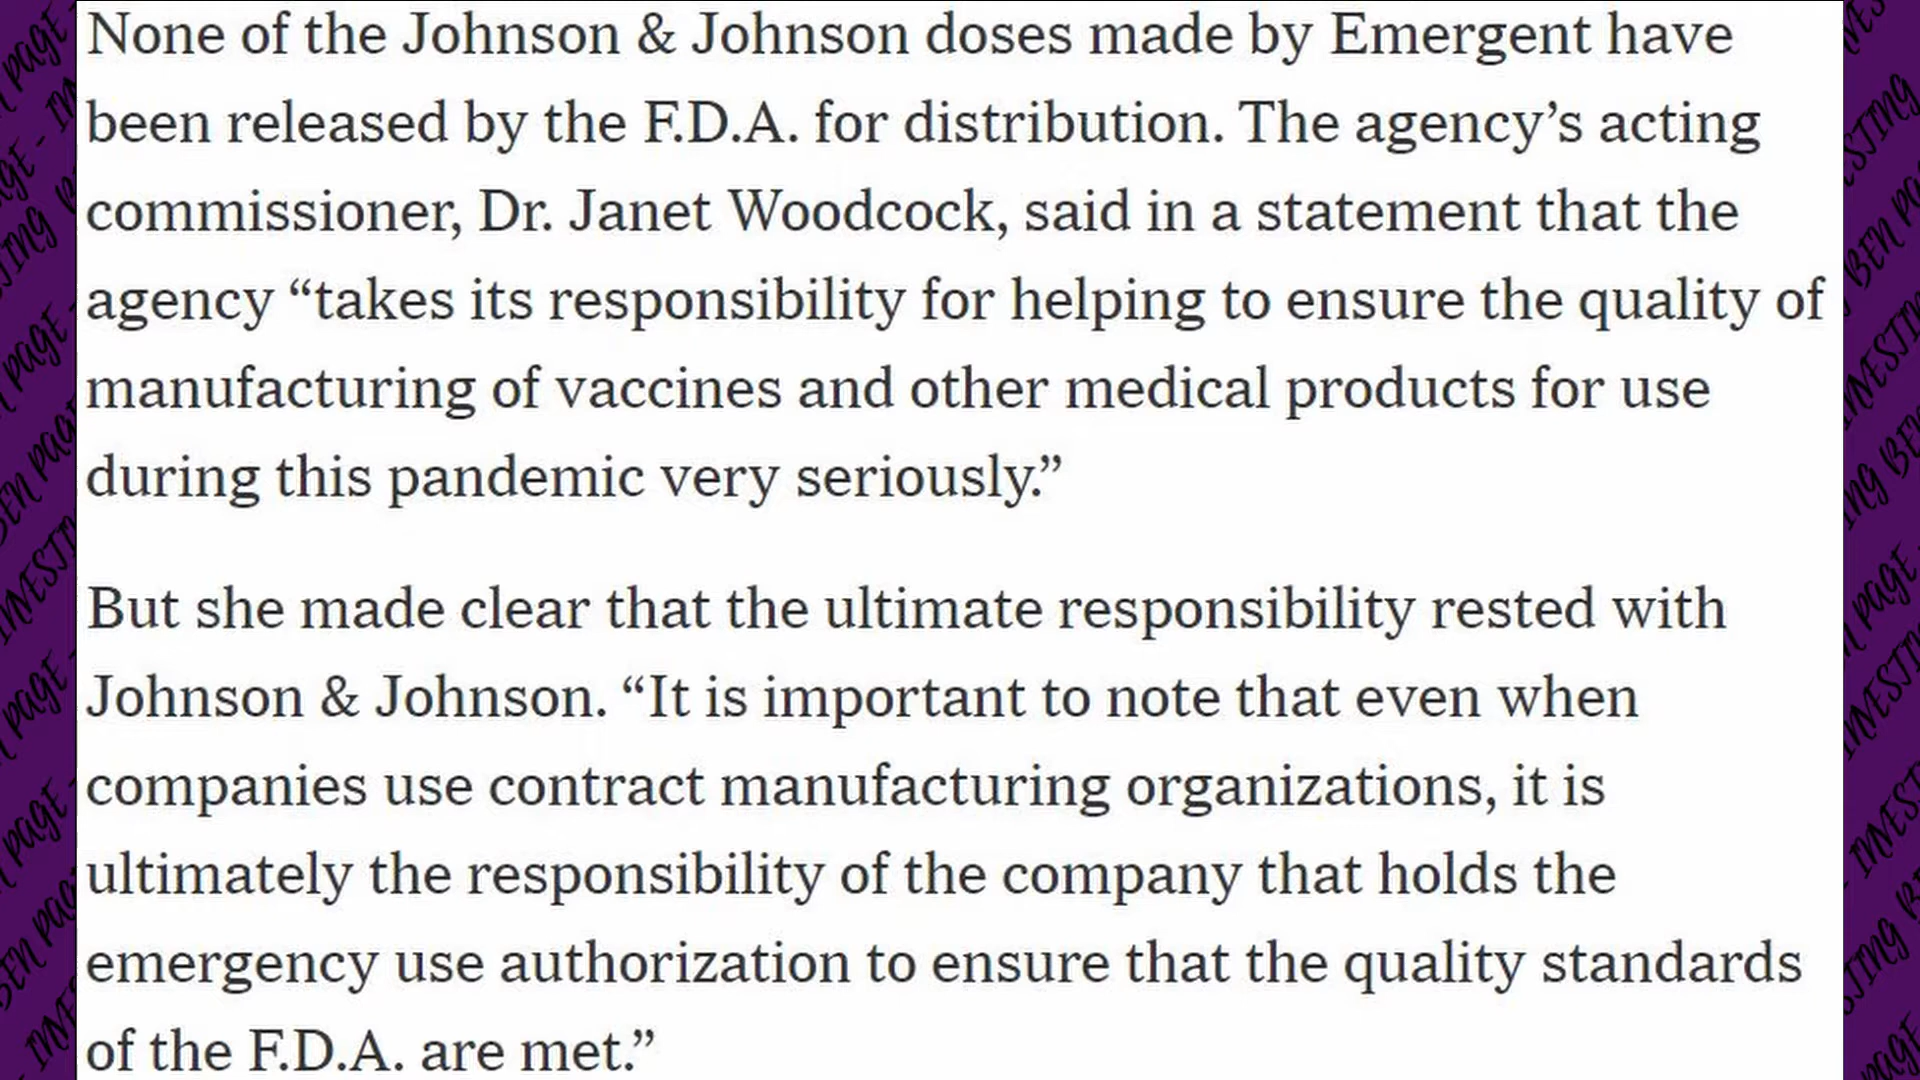 None of the Johnson & Johnson doses made by Emergent have
been released by the F.D.A. for distribution. The agency’s acting
commissioner, Dr. Janet Woodcock, said in a statement that the
agency “takes its responsibility for helping to ensure the quality of
manufacturing of vaccines and other medical products for use
during this pandemic very seriously.”
But she made clear that the ultimate responsibility rested with
Johnson & Johnson. “It is important to note that even when
companies use contract manufacturing organizations, it is
ultimately the responsibility of the company that holds the
emergency use authorization to ensure that the quality standards
of the F.D.A. are met.”